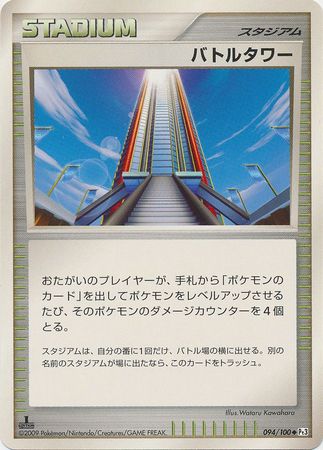 STADIUM
スタジアム
バトルタワー
おたがいのプレイヤーが、手札から「ポケモンの
カード」を出してポケモンをレベルアップさせる
たび、そのポケモンのダメージカウンターを4個
とる。
スタジアムは、自分の番に1回だけ、バトル場の横に出せる。別
の名前のスタジアムが場に出たなら、このカードをトラッシュ。
Illus. Wataru Kawahara
1
EDITION
©2009 Pokémon/Nintendo/Creatures/GAME FREAK.
094/100 ◆ Pt3